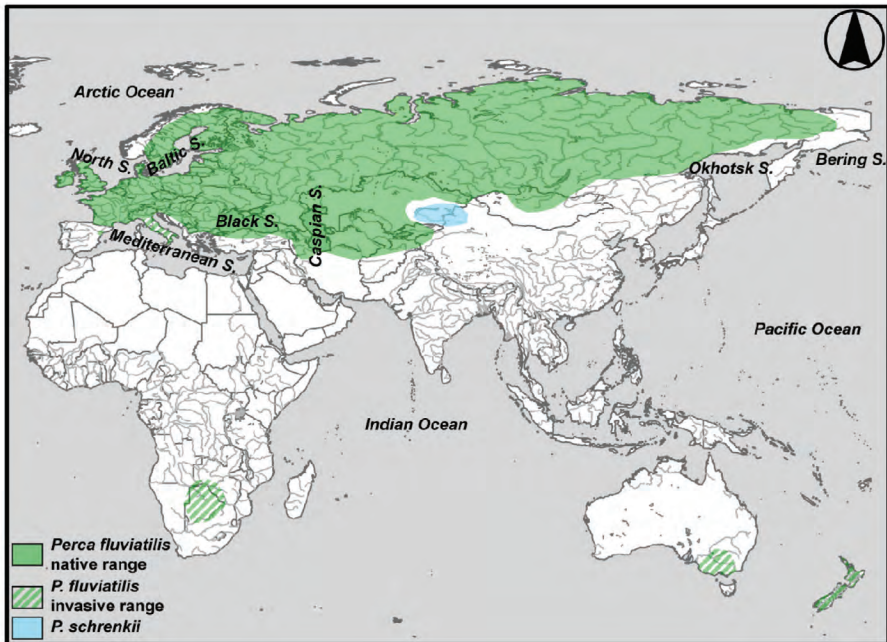 Arctic Ocean
North S.
Baltic S.
Okhotsk S.
Bering S.
Black S.
Caspian S.
Mediterranean S.
Pacific Ocean
Indian Ocean
Perca fluviatilis
native range
P. fluviatilis
invasive range
P. schrenkii